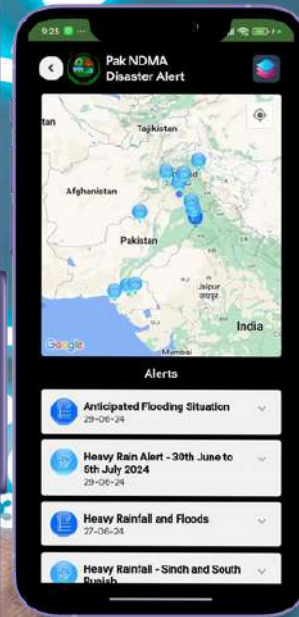 9:25
Pak NDMA
Disaster Alert
tan
Tajikistan
Afghanistan
Pakistan
Jaipur
जयपुर
India
Google
Mumbai
Alerts
Anticipated Flooding Situation
29-06-24
Heavy Rain Alert - 30th June to
5th July 2024
29-06-24
Heavy Rainfall and Floods
27-06-24
Heavy Rainfall - Sindh and South
Punjab